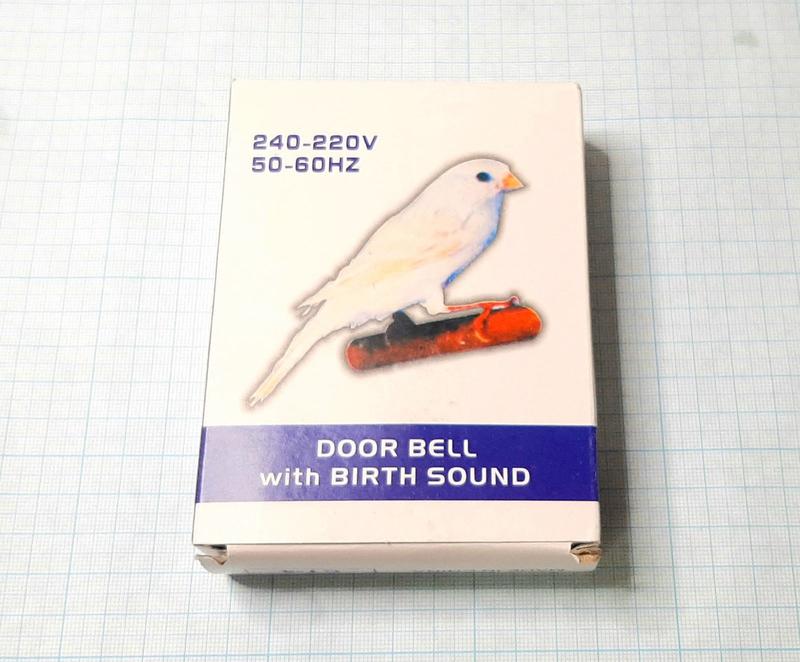 240-220V
50-60HZ
DOOR BELL
with BIRTH SOUND